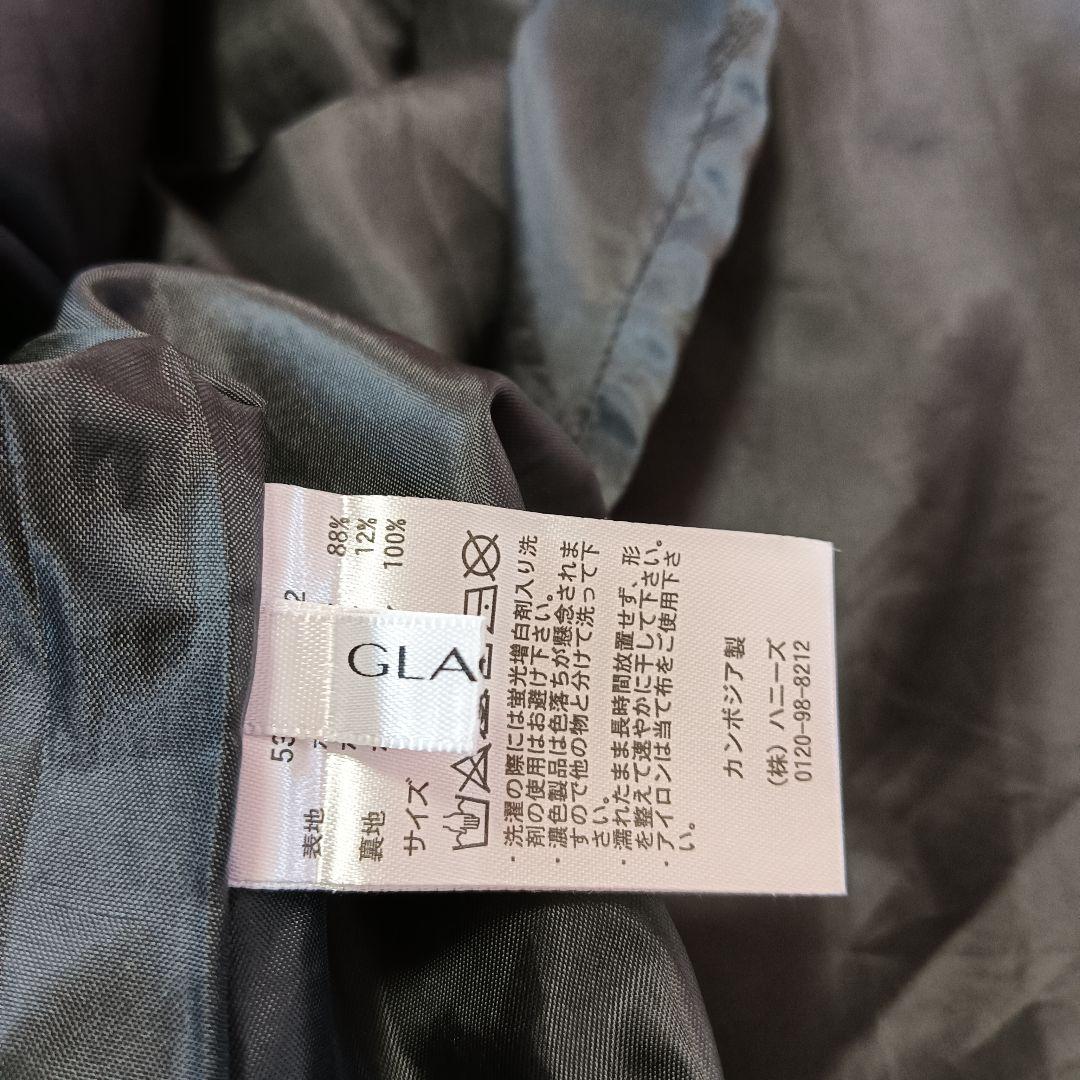 GLA
53
2
表地
88%
12%
裏地
100%
サイズ
・洗濯の際には蛍光増白剤入り洗
剤の使用はお避け下さい。
・濃色製品は色落ちが懸念されま
すので他の物と分けて洗って下
さい。
・濡れたまま長時間放置せず、形
を整えて速やかに干して下さい。
・アイロンは当て布をご使用下さ
い。
カンボジア製
（株）ハニーズ
0120-98-8212